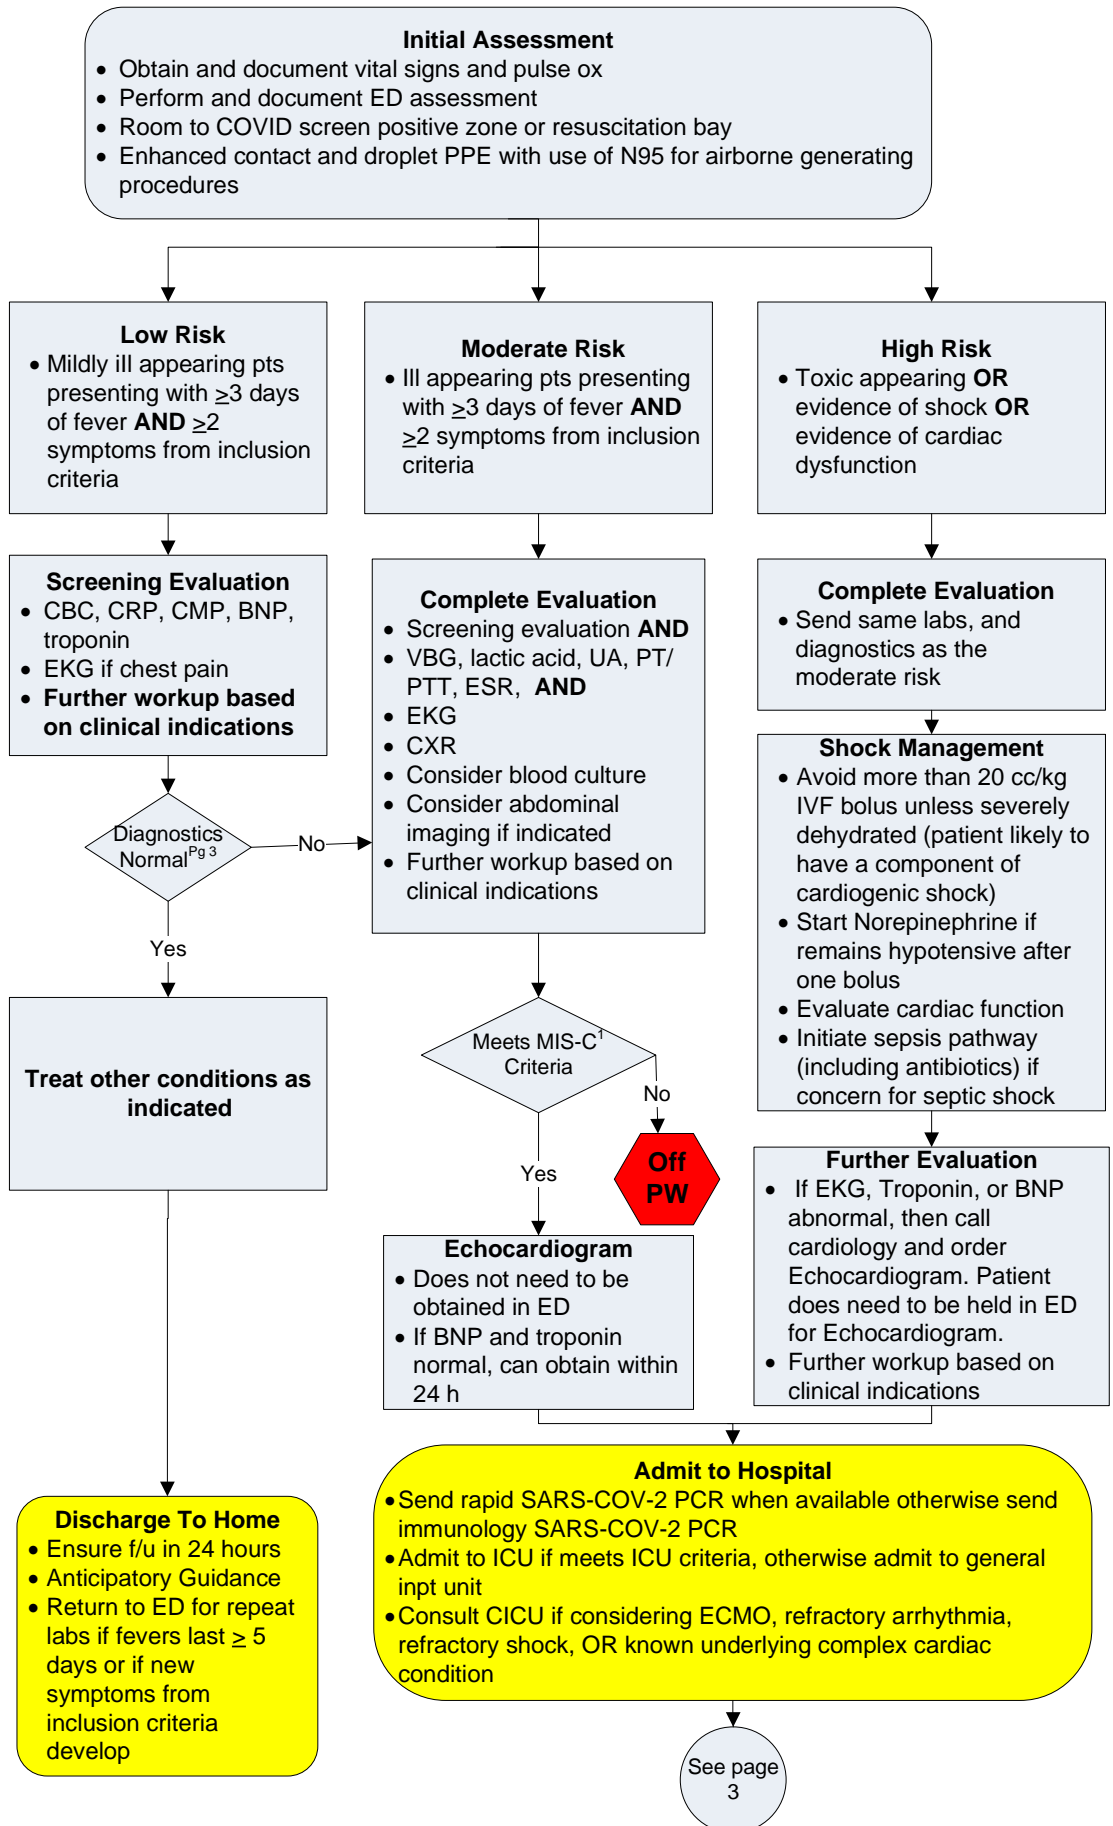 Initial Assessment
• Obtain and document vital signs and pulse ox
• Perform and document ED assessment
• Room to COVID screen positive zone or resuscitation bay
• Enhanced contact and droplet PPE with use of N95 for airborne generating
procedures
Low Risk
• Mildly ill appearing pts
presenting with ≥3 days
of fever AND ≥2
symptoms from inclusion
criteria
Moderate Risk
• Ill appearing pts presenting
with ≥3 days of fever AND
≥2 symptoms from inclusion
criteria
High Risk
• Toxic appearing OR
evidence of shock OR
evidence of cardiac
dysfunction
Screening Evaluation
• CBC, CRP, CMP, BNP,
troponin
• EKG if chest pain
• Further workup based
on clinical indications
Complete Evaluation
• Screening evaluation AND
• VBG, lactic acid, UA, PT/
PTT, ESR, AND
• EKG
• CXR
• Consider blood culture
• Consider abdominal
imaging if indicated
• Further workup based on
clinical indications
Complete Evaluation
• Send same labs, and
diagnostics as the
moderate risk
Shock Management
• Avoid more than 20 cc/kg
IVF bolus unless severely
dehydrated (patient likely to
have a component of
cardiogenic shock)
• Start Norepinephrine if
remains hypotensive after
one bolus
• Evaluate cardiac function
• Initiate sepsis pathway
(including antibiotics) if
concern for septic shock
Diagnostics
Normal Pg 3
No
Yes
Treat other conditions as
indicated
Meets MIS-C1
Criteria
No
Yes
Off
PW
Echocardiogram
• Does not need to be
obtained in ED
• If BNP and troponin
normal, can obtain within
24 h
Further Evaluation
• If EKG, Troponin, or BNP
abnormal, then call
cardiology and order
Echocardiogram. Patient
does need to be held in ED
for Echocardiogram.
• Further workup based on
clinical indications
Discharge To Home
• Ensure f/u in 24 hours
• Anticipatory Guidance
• Return to ED for repeat
labs if fevers last ≥ 5
days or if new
symptoms from
inclusion criteria
develop
Admit to Hospital
• Send rapid SARS-COV-2 PCR when available otherwise send
immunology SARS-COV-2 PCR
• Admit to ICU if meets ICU criteria, otherwise admit to general
inpt unit
• Consult CICU if considering ECMO, refractory arrhythmia,
refractory shock, OR known underlying complex cardiac
condition
See page
3